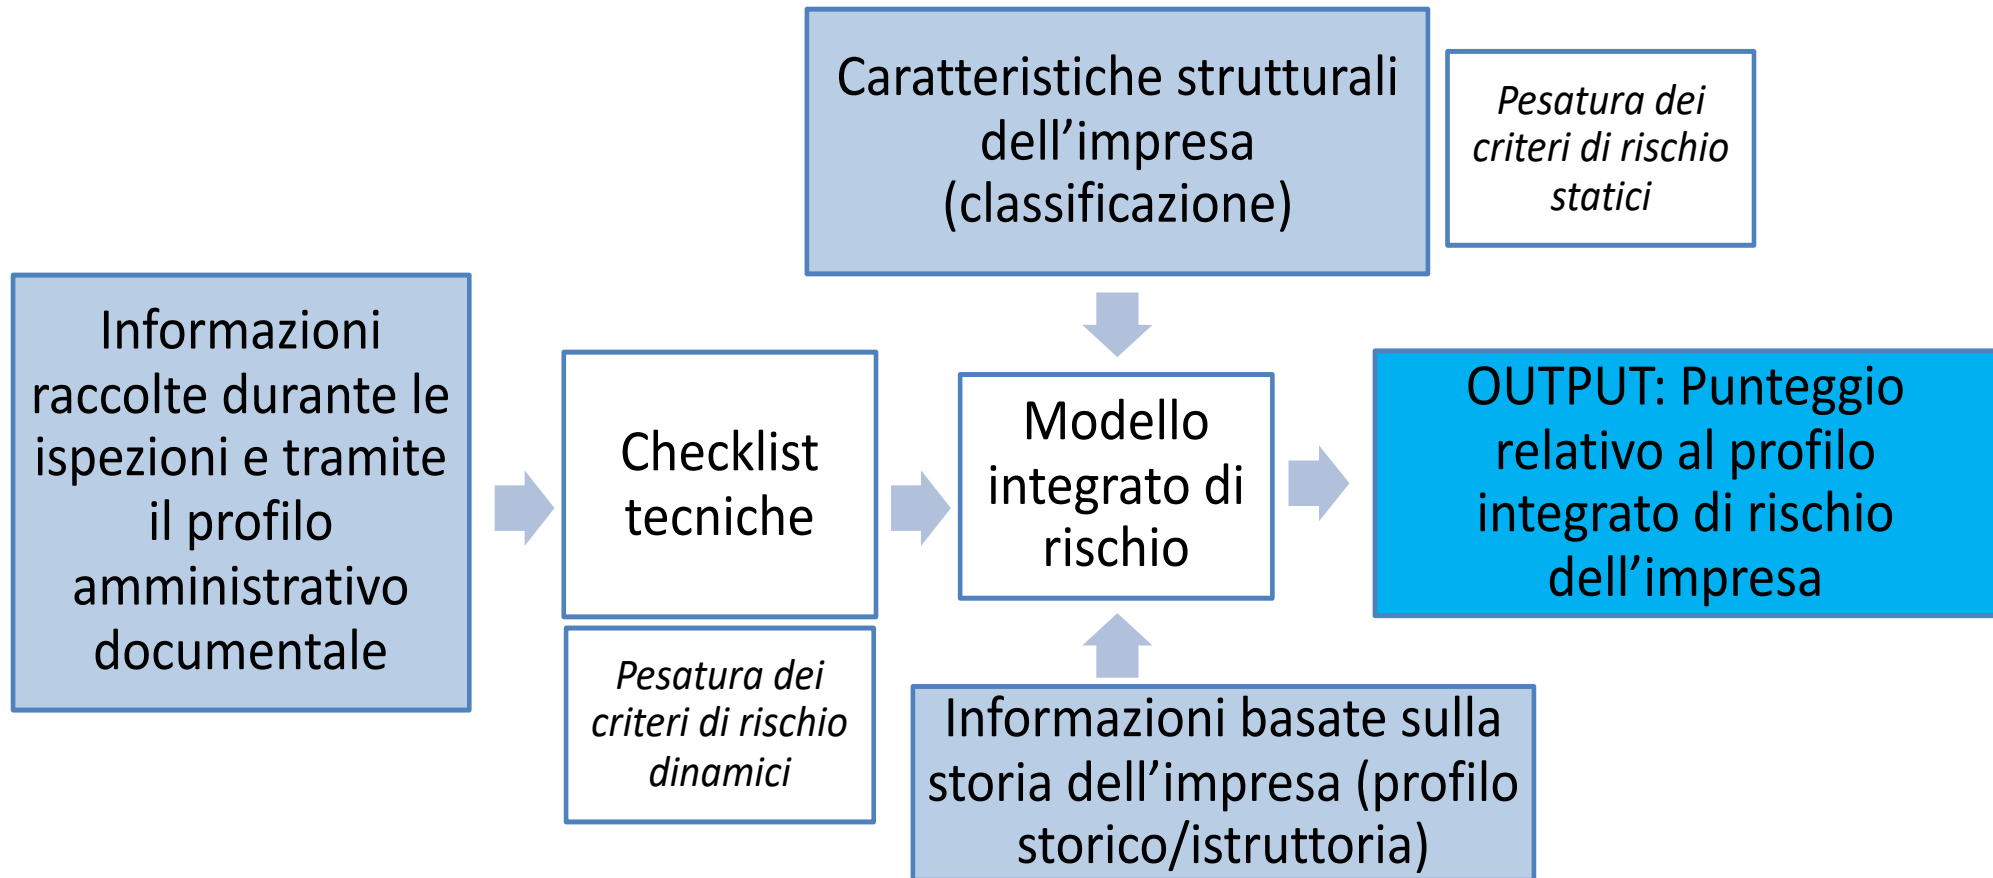 Caratteristiche strutturali
dell’impresa
(classificazione)
Pesatura dei
criteri di rischio
statici
Informazioni
raccolte durante le
ispezioni e tramite
il profilo
amministrativo
documentale
Checklist
tecniche
Pesatura dei
criteri di rischio
dinamici
Modello
integrato di
rischio
OUTPUT: Punteggio
relativo al profilo
integrato di rischio
dell’impresa
Informazioni basate sulla
storia dell’impresa (profilo
storico/istruttoria)